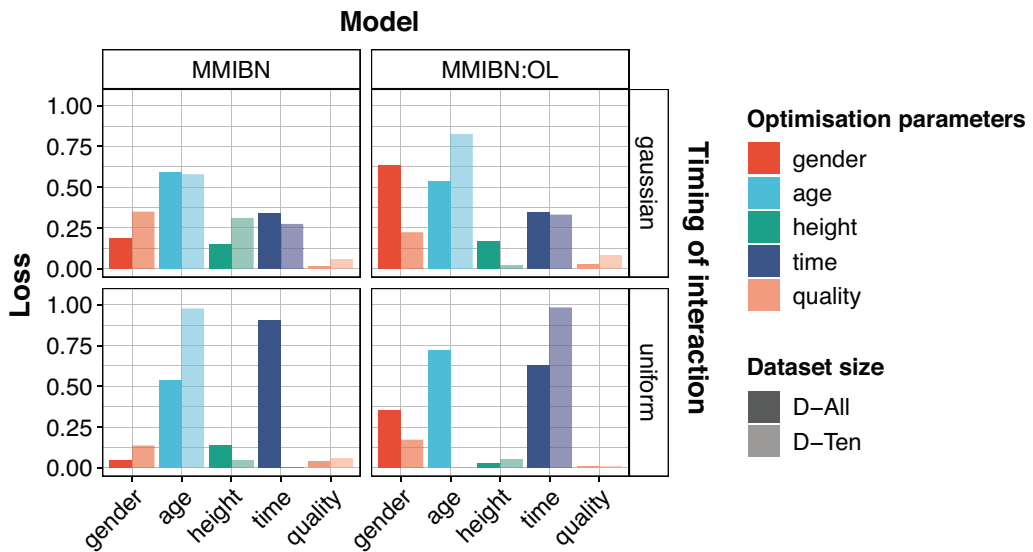 Model
MMIBN
MMIBN:OL
Loss
1.00
0.75
0.50
0.25
0.00
gaussian
1.00
0.75
0.50
0.25
0.00
uniform
Timing of interaction
gender
age
height
time
quality
gender
age
height
time
quality
Optimisation parameters
gender
age
height
time
quality
Dataset size
D−All
D−Ten